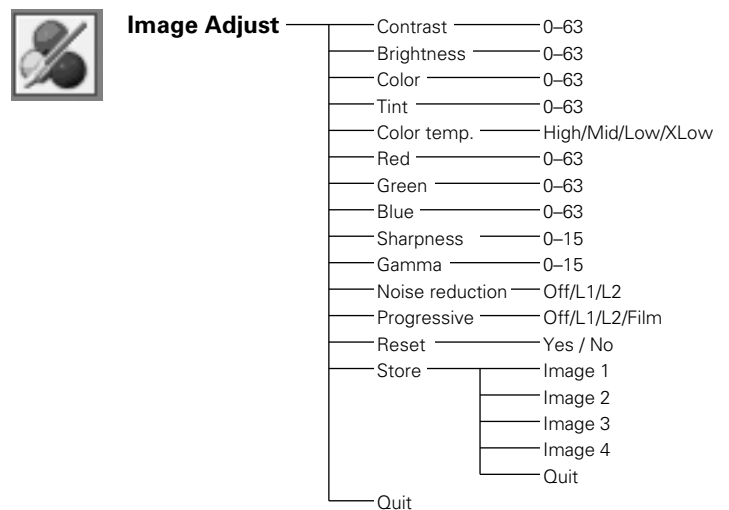 Image Adjust Contrast 0–63
Brightness 0–63
Color 0–63
Tint 0–63
Color temp. High/Mid/Low/XLow
Red 0–63
Green 0–63
Blue 0–63
Sharpness 0–15
Gamma 0–15
Noise reduction Off/L1/L2
Progressive Off/L1/L2/Film
Reset Yes / No
Store Image 1
Image 2
Image 3
Image 4
Quit
Quit